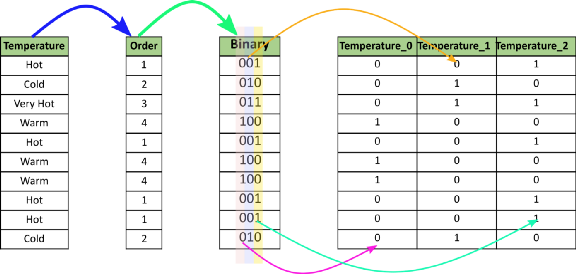 Temperature Order Binary Temperature_0 Temperature_1 Temperature_2
Hot 1 001 0 0 1
Cold 2 010 0 1 0
Very Hot 3 011 0 1 1
Warm 4 100 1 0 0
Hot 1 001 0 0 1
Warm 4 100 1 0 0
Warm 4 100 1 0 0
Hot 1 001 0 0 1
Hot 1 001 0 0 1
Cold 2 010 0 1 0